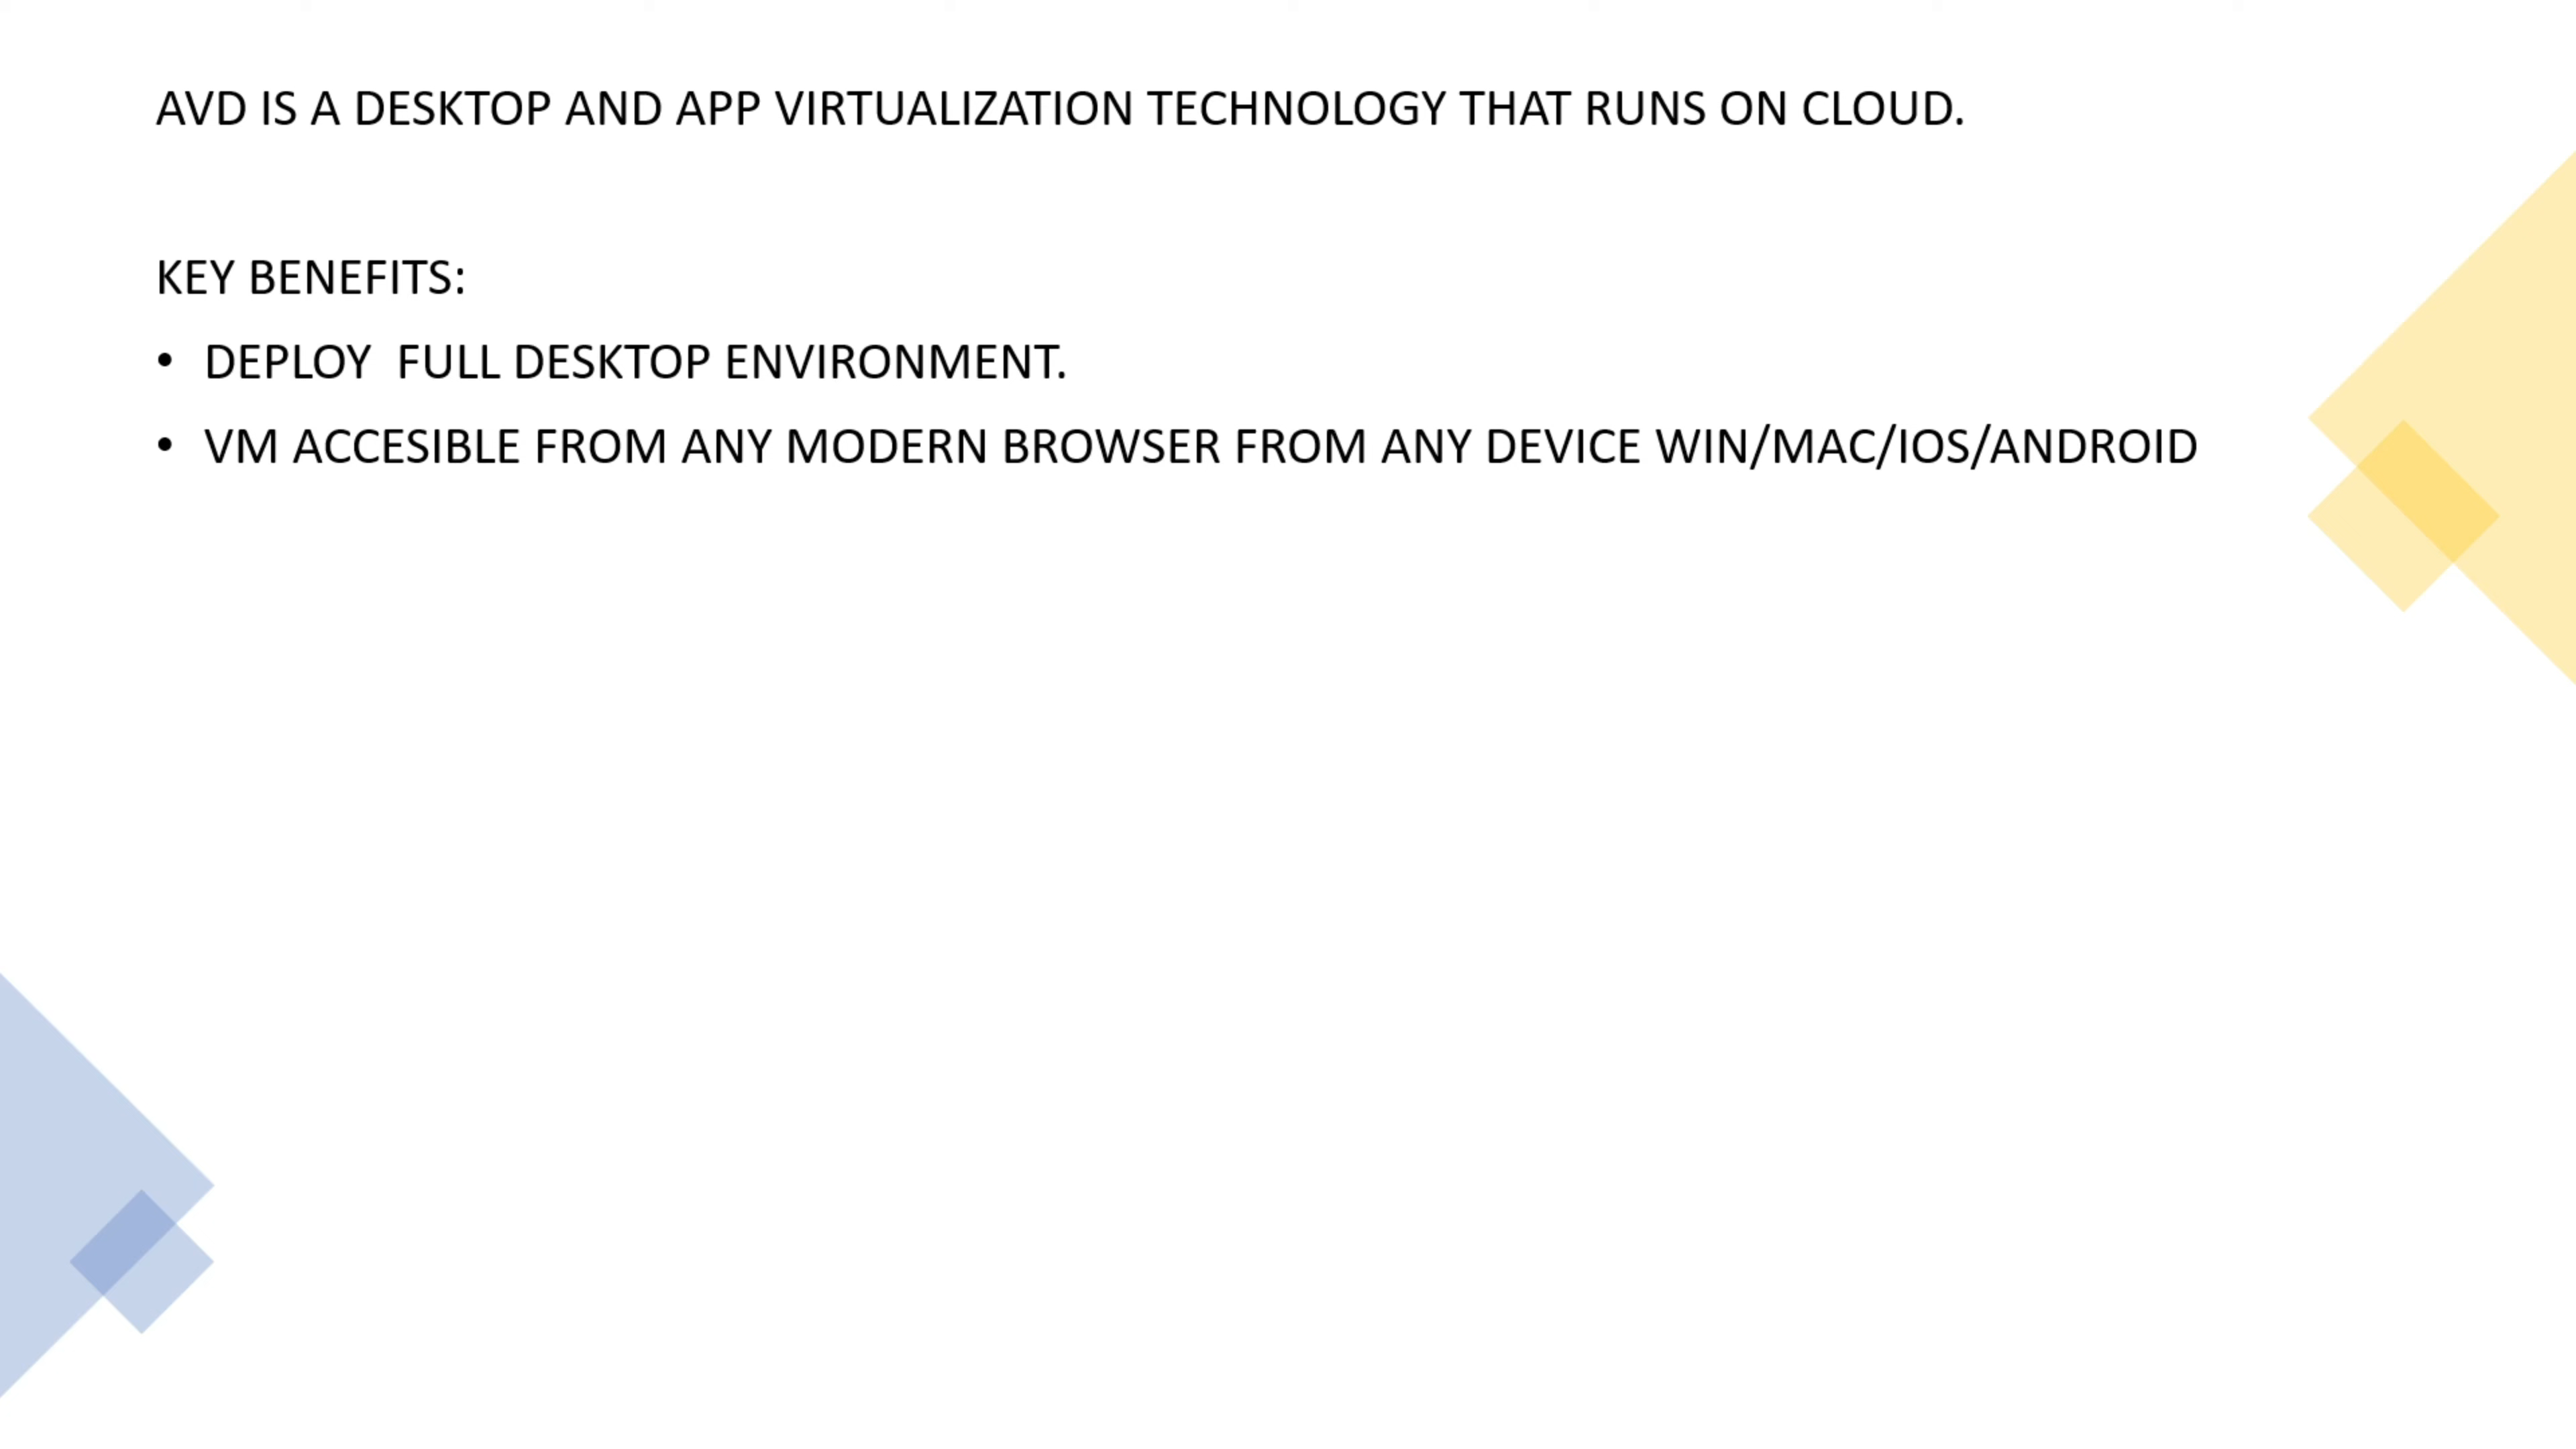 AVD IS A DESKTOP AND APP VIRTUALIZATION TECHNOLOGY THAT RUNS ON CLOUD.
KEY BENEFITS:
• DEPLOY  FULL DESKTOP ENVIRONMENT.
• VM ACCESIBLE FROM ANY MODERN BROWSER FROM ANY DEVICE WIN/MAC/IOS/ANDROID